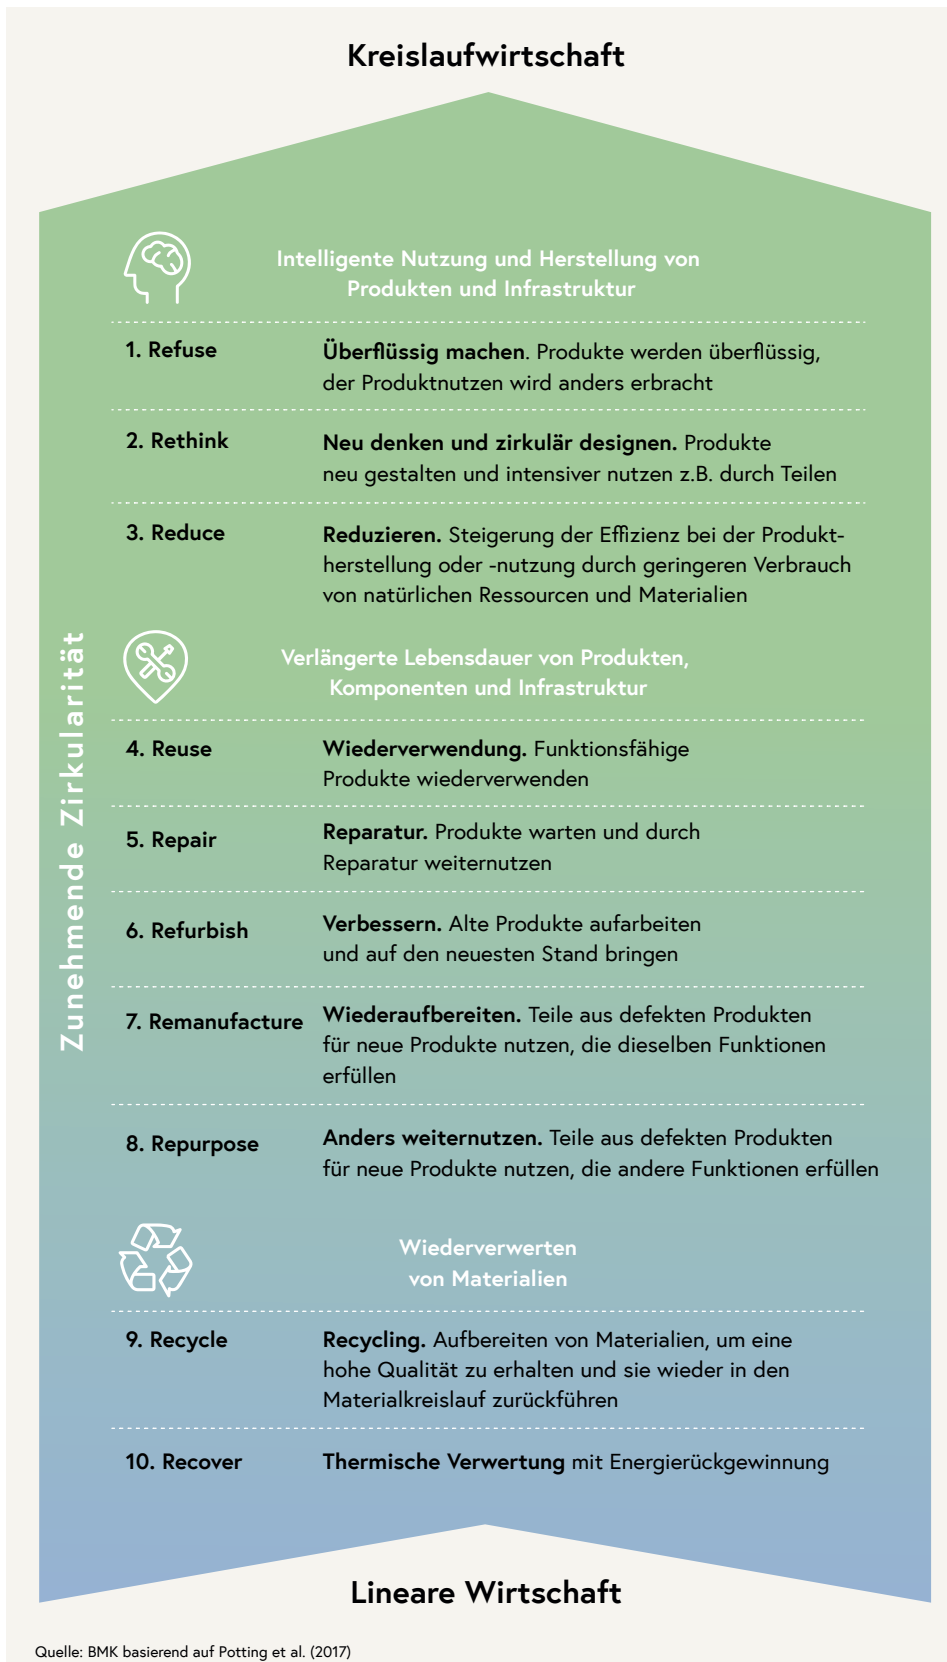 Kreislaufwirtschaft
Intelligente Nutzung und Herstellung von
Produkten und Infrastruktur
1. Refuse
Überflüssig machen. Produkte werden überflüssig,
der Produktnutzen wird anders erbracht
2. Rethink
Neu denken und zirkulär designen. Produkte
neu gestalten und intensiver nutzen z.B. durch Teilen
3. Reduce
Reduzieren. Steigerung der Effizienz bei der Produkt-
herstellung oder -nutzung durch geringeren Verbrauch
von natürlichen Ressourcen und Materialien
Zunehmende Zirkularität
Verlängerte Lebensdauer von Produkten,
Komponenten und Infrastruktur
4. Reuse
Wiederverwendung. Funktionsfähige
Produkte wiederverwenden
5. Repair
Reparatur. Produkte warten und durch
Reparatur weiternutzen
6. Refurbish
Verbessern. Alte Produkte aufarbeiten
und auf den neuesten Stand bringen
7. Remanufacture
Wiederaufbereiten. Teile aus defekten Produkten
für neue Produkte nutzen, die dieselben Funktionen
erfüllen
8. Repurpose
Anders weiternutzen. Teile aus defekten Produkten
für neue Produkte nutzen, die andere Funktionen erfüllen
Wiederverwerten
von Materialien
9. Recycle
Recycling. Aufbereiten von Materialien, um eine
hohe Qualität zu erhalten und sie wieder in den
Materialkreislauf zurückführen
10. Recover
Thermische Verwertung mit Energierückgewinnung
Lineare Wirtschaft
Quelle: BMK basierend auf Potting et al. (2017)